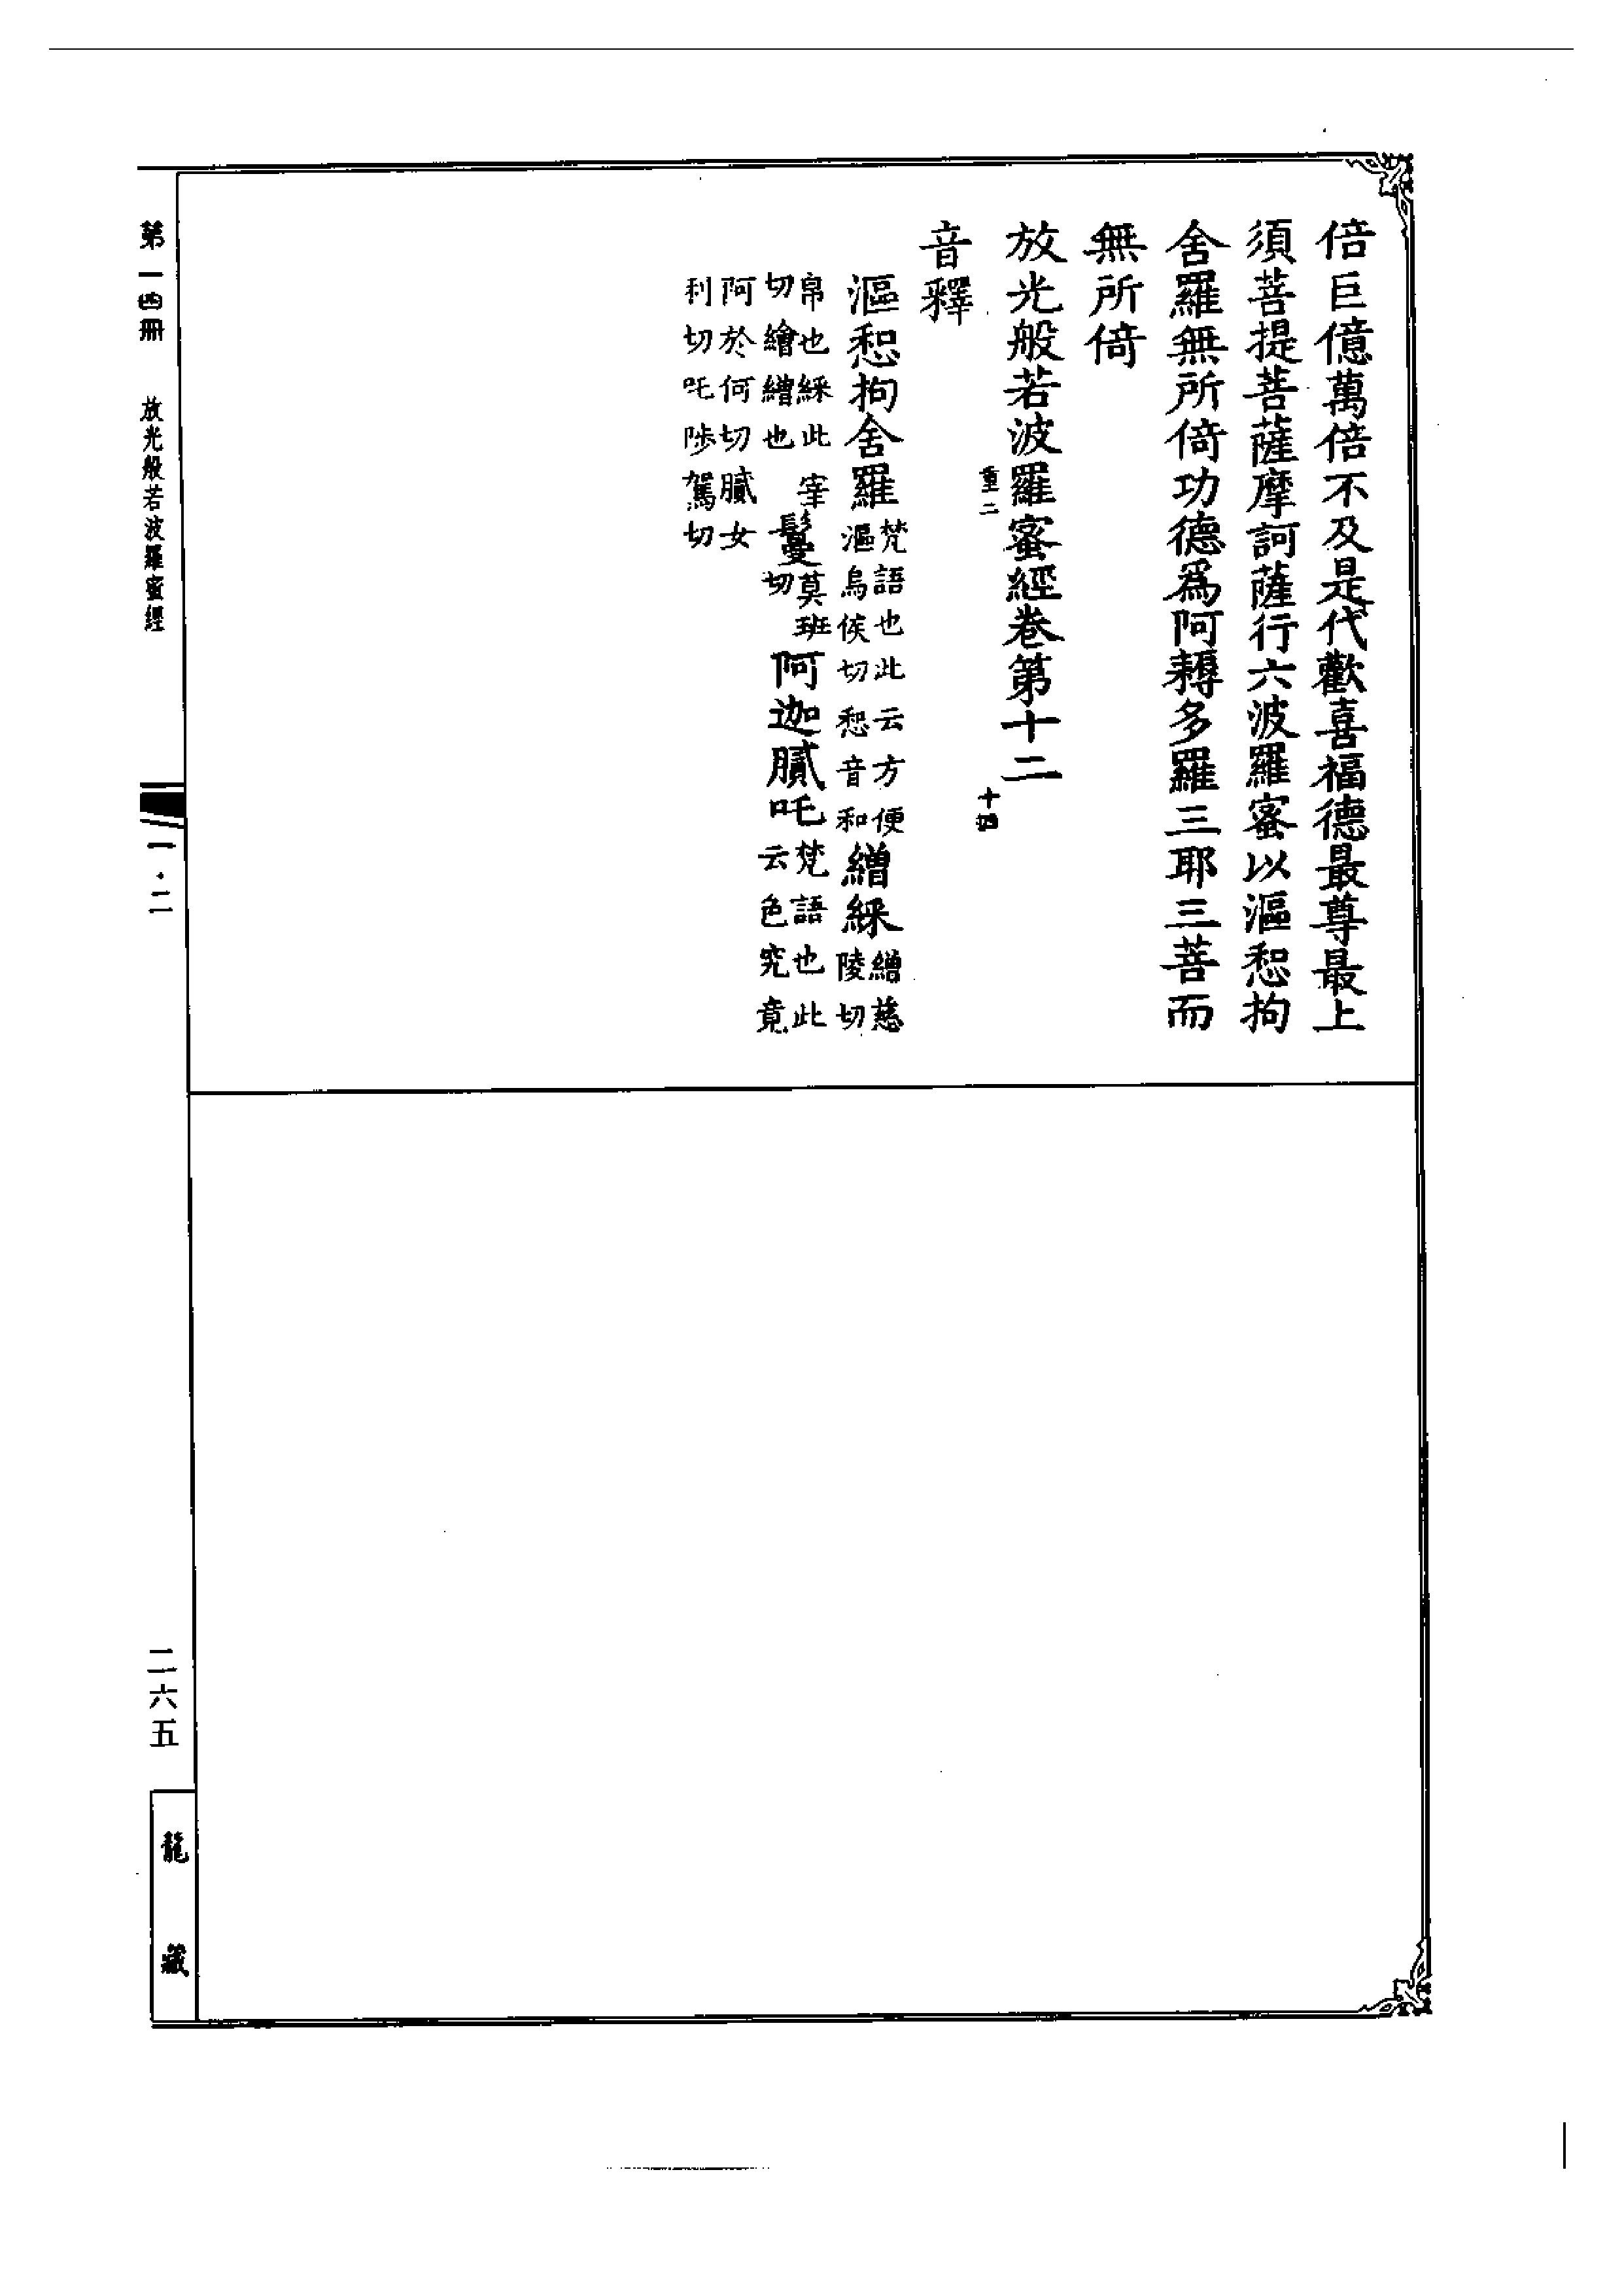 倍巨億萬倍不及是代歡喜福德最尊最上
須菩提菩薩摩訶薩行六波羅蜜以漚惒拘
舍羅無所倚功德為阿耨多羅三耶三菩而
無所倚
放光般若波羅蜜經卷第十二
重二
十四
音釋
漚惒拘舍羅
梵語也此云方便
漚烏侯切惒音和
繒綵
繒慈
陵切
帛也綵此宰
切繪繒也
鬘
莫班
切
阿迦膩吒
梵語也此
云色究竟
阿於何切膩女
利切吒陟駕切
第一四冊
放光般若波羅蜜經
一·二
二六五
龍藏